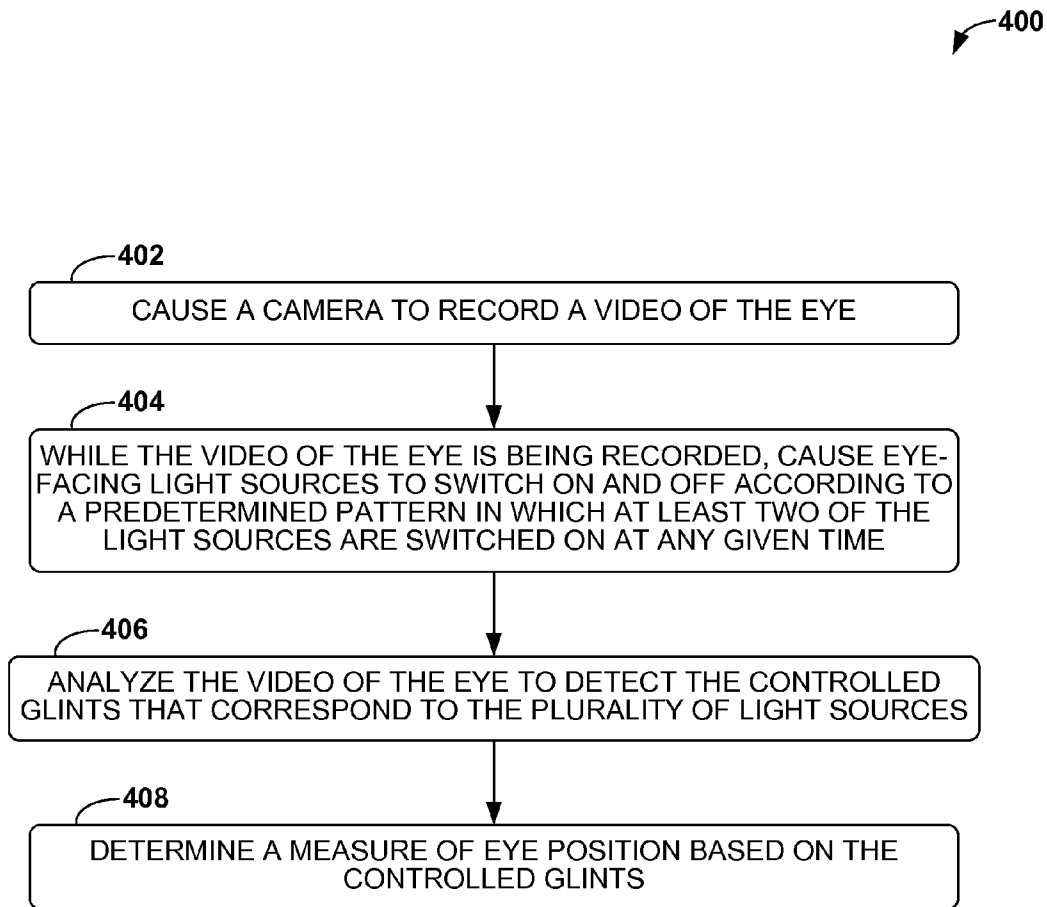 400
402
CAUSE A CAMERA TO RECORD A VIDEO OF THE EYE
404
WHILE THE VIDEO OF THE EYE IS BEING RECORDED, CAUSE EYE-
FACING LIGHT SOURCES TO SWITCH ON AND OFF ACCORDING TO
A PREDETERMINED PATTERN IN WHICH AT LEAST TWO OF THE
LIGHT SOURCES ARE SWITCHED ON AT ANY GIVEN TIME
406
ANALYZE THE VIDEO OF THE EYE TO DETECT THE CONTROLLED
GLINTS THAT CORRESPOND TO THE PLURALITY OF LIGHT SOURCES
408
DETERMINE A MEASURE OF EYE POSITION BASED ON THE
CONTROLLED GLINTS